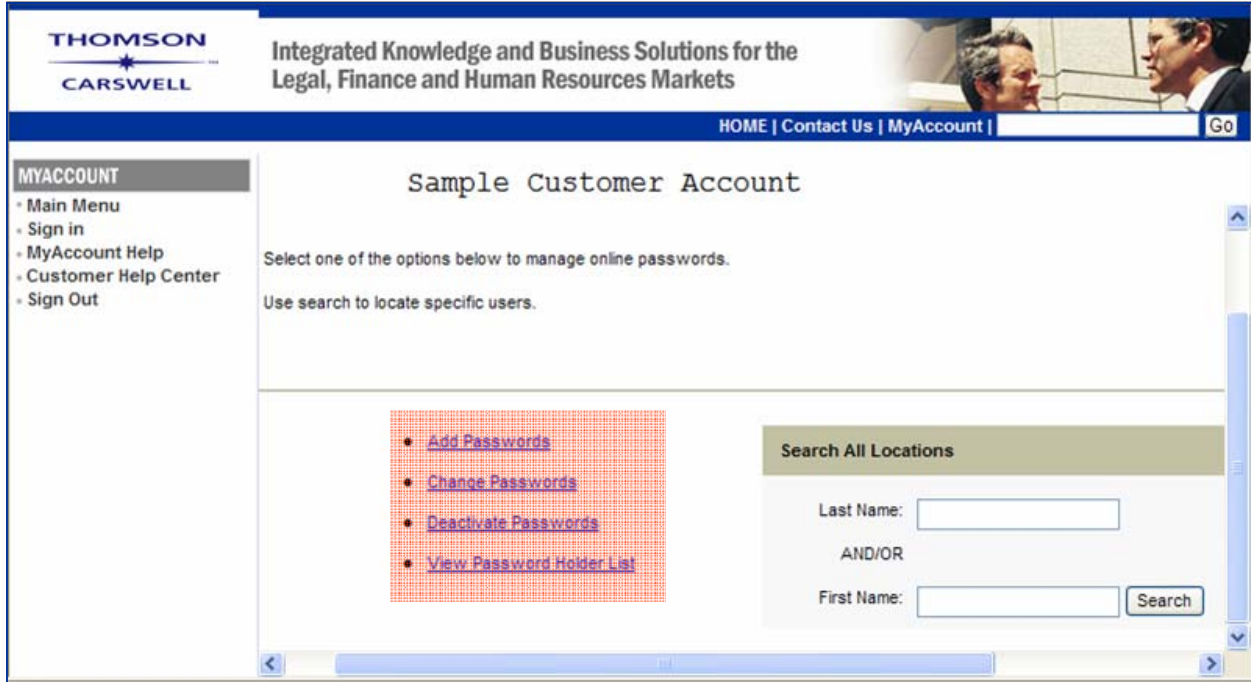 THOMSON
CARSWELL
Integrated Knowledge and Business Solutions for the
Legal, Finance and Human Resources Markets
HOME | Contact Us | MyAccount |
Go
MYACCOUNT
Main Menu
Sign in
MyAccount Help
Customer Help Center
Sign Out
Sample Customer Account
Select one of the options below to manage online passwords.
Use search to locate specific users.
Add Passwords
Change Passwords
Deactivate Passwords
View Password Holder List
Search All Locations
Last Name:
AND/OR
First Name:
Search